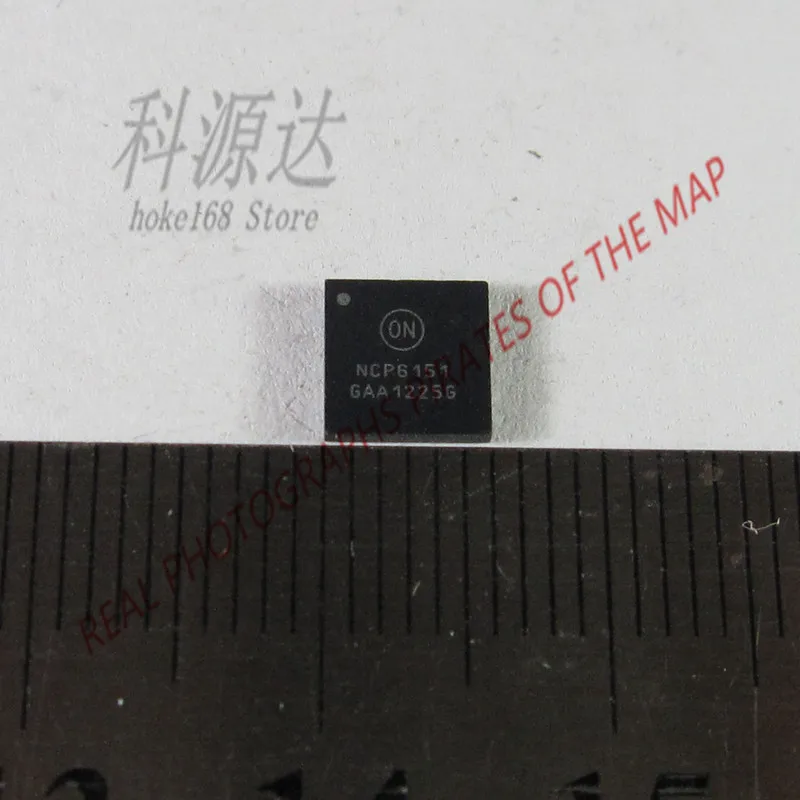 科源达
hoke168 Store
REAL PHOTOGRAPHS PIRATES OF THE MAP
ON
NCP6151
GAA1225G